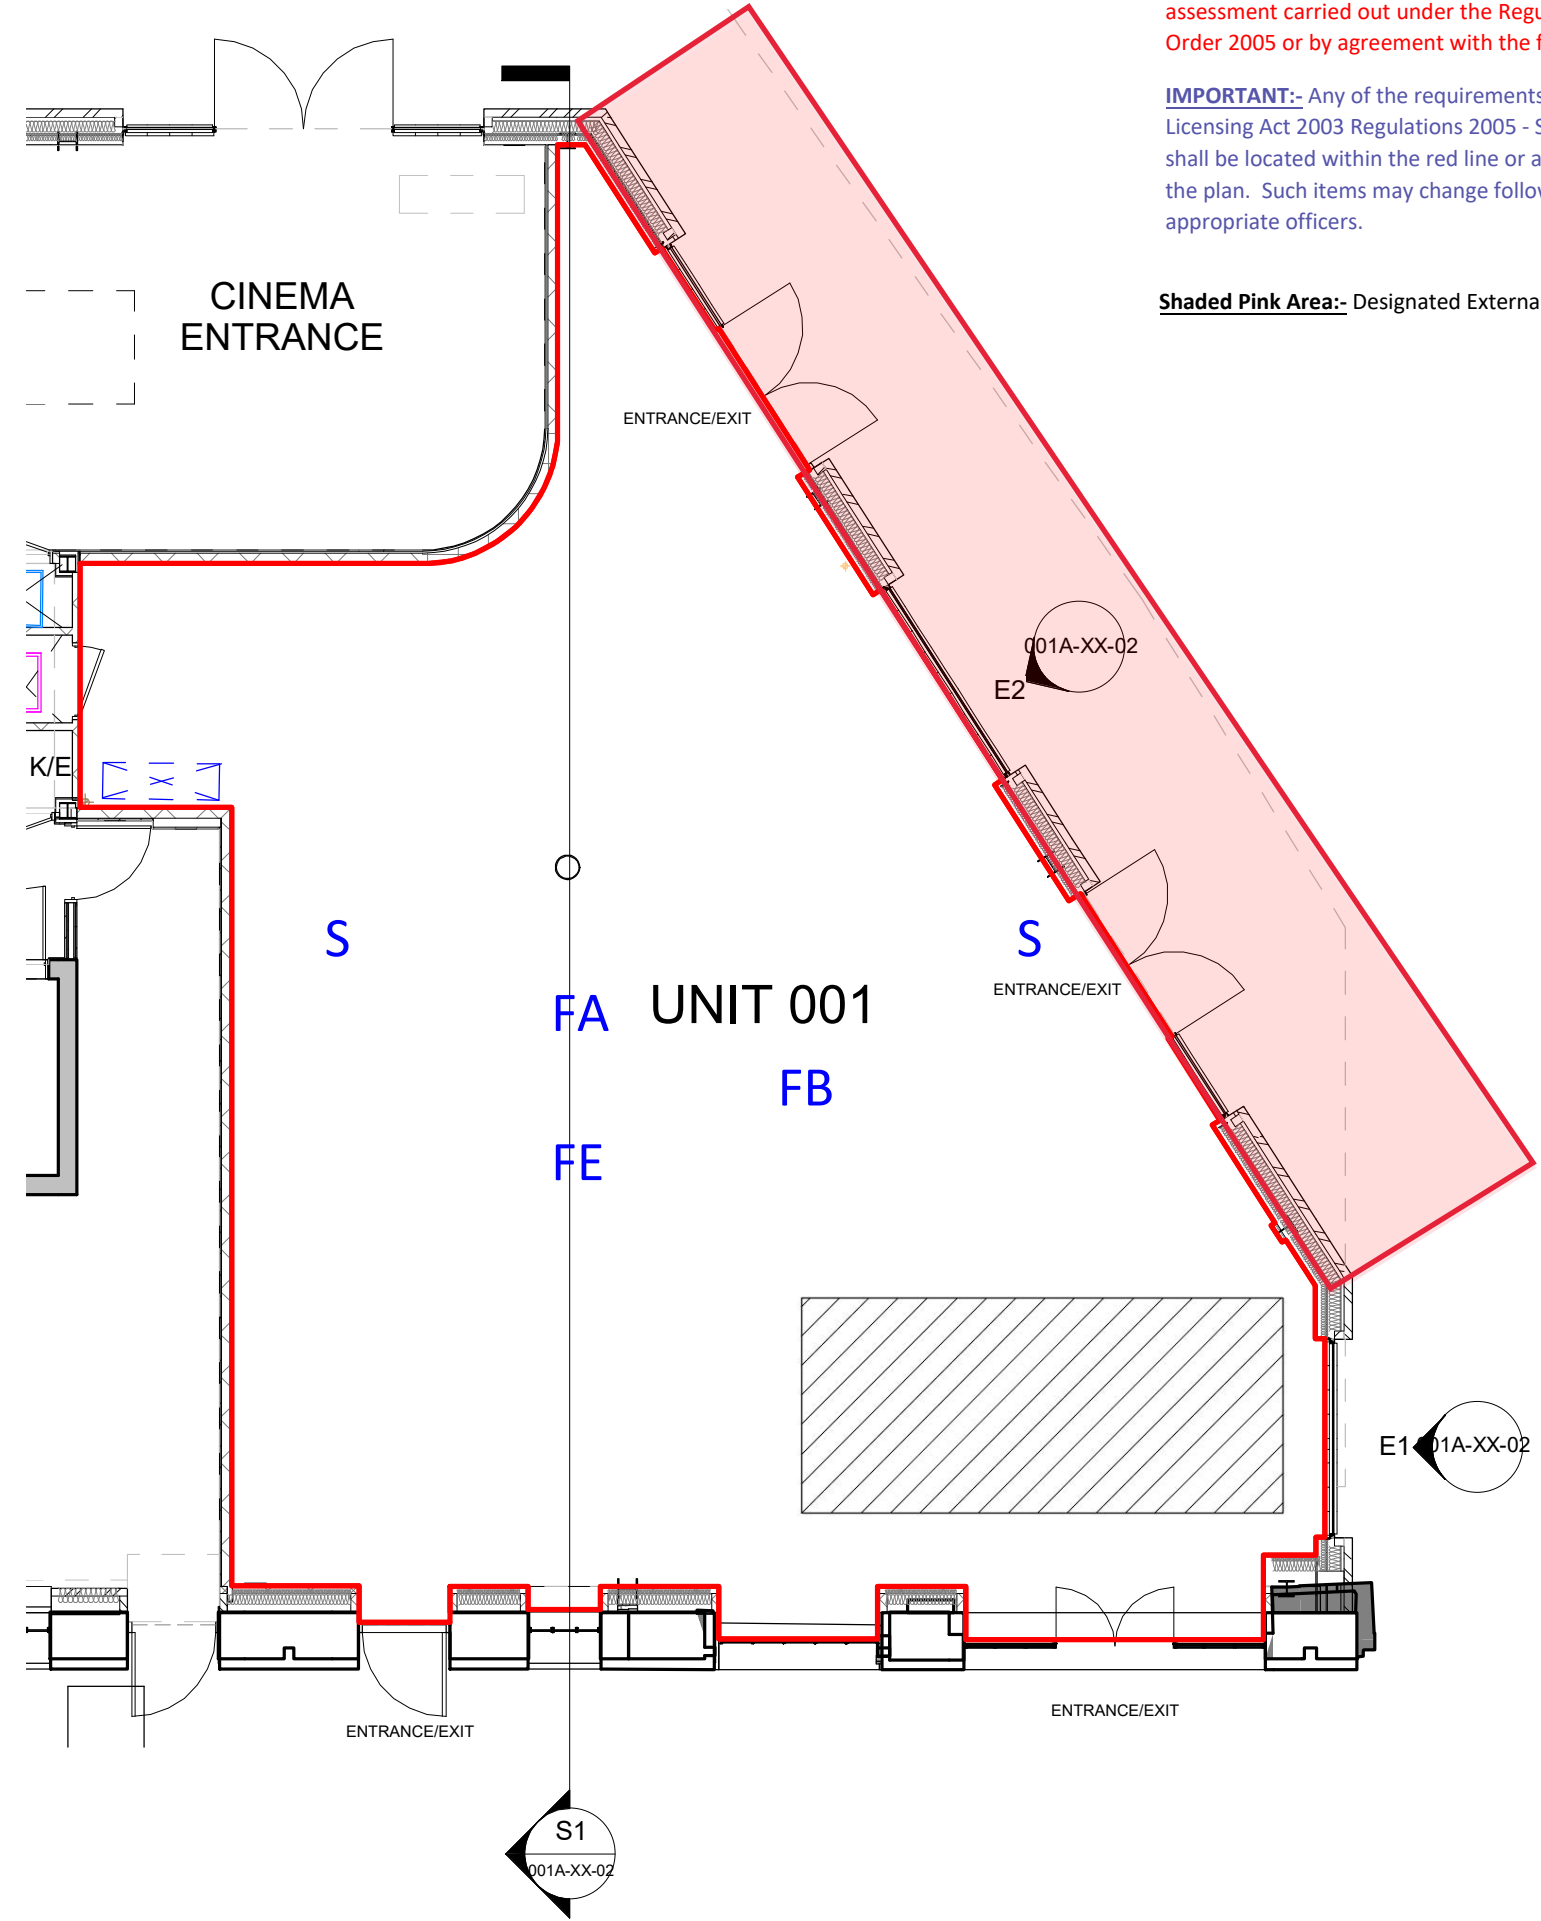 assessment carried out under the Regu
Order 2005 or by agreement with the f
IMPORTANT:- Any of the requirements
Licensing Act 2003 Regulations 2005 - S
shall be located within the red line or a
the plan. Such items may change follow
appropriate officers.
Shaded Pink Area:- Designated Externa
CINEMA
ENTRANCE
ENTRANCE/EXIT
001A-XX-02
E2
K/E
S
S
ENTRANCE/EXIT
FA
UNIT 001
FB
FE
E1
001A-XX-02
ENTRANCE/EXIT
ENTRANCE/EXIT
S1
001A-XX-02